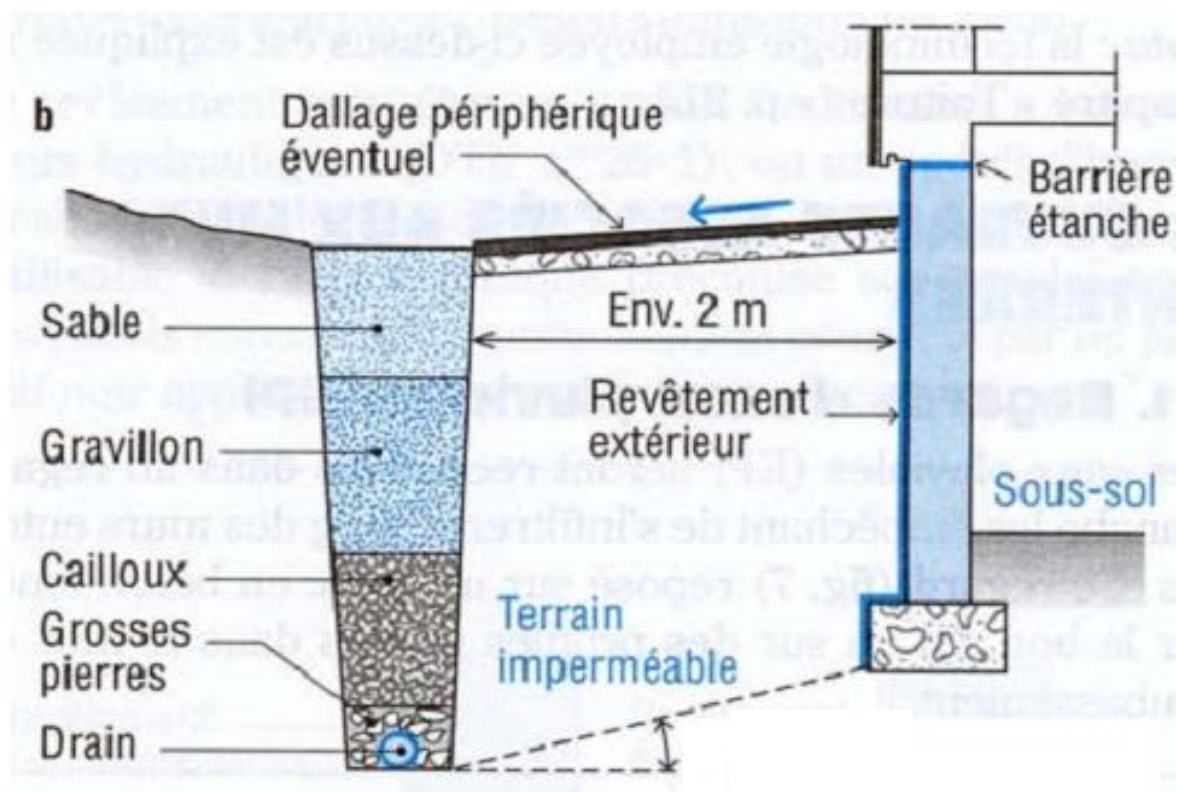 b
Dallage périphérique
éventuel
Barrière
étanche
Sable
Env. 2 m
Gravillon
Revêtement
extérieur
Sous-sol
Cailloux
Grosses
pierres
Terrain
imperméable
Drain